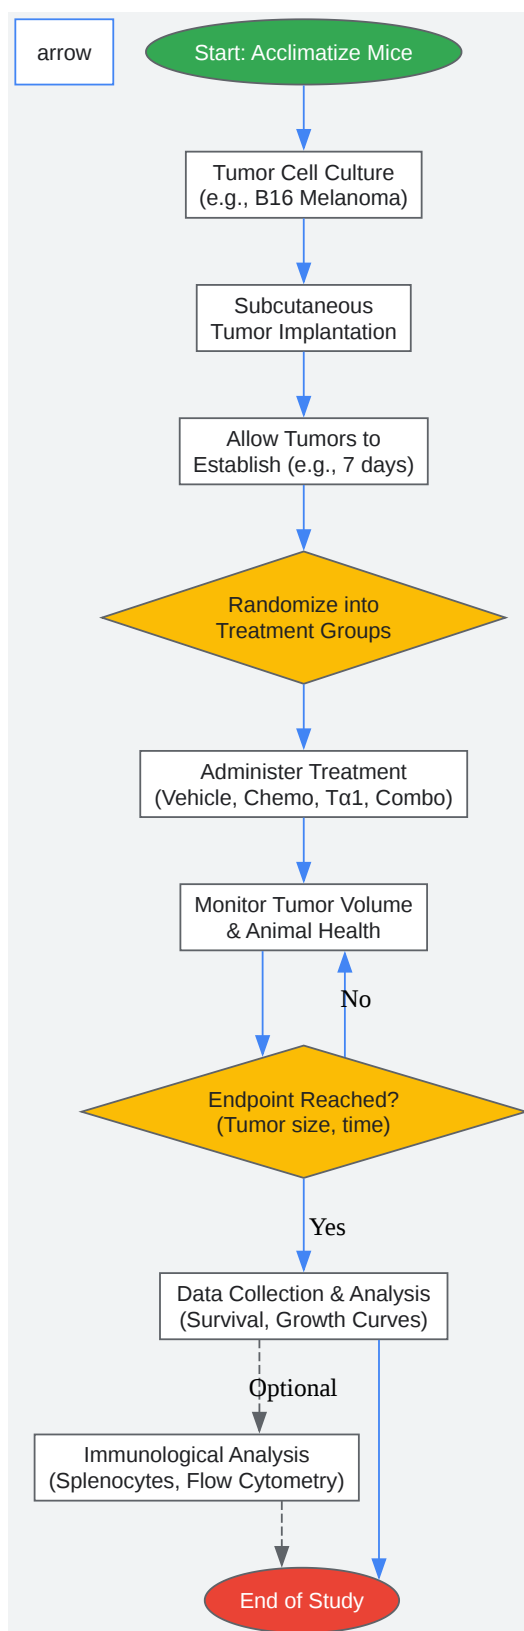 arrow
Start: Acclimatize Mice
Tumor Cell Culture
(e.g., B16 Melanoma)
Subcutaneous
Tumor Implantation
Allow Tumors to
Establish (e.g., 7 days)
Randomize into
Treatment Groups
Administer Treatment
(Vehicle, Chemo, Tα1, Combo)
Monitor Tumor Volume
& Animal Health
No
Endpoint Reached?
(Tumor size, time)
Yes
Data Collection & Analysis
(Survival, Growth Curves)
Optional
Immunological Analysis
(Splenocytes, Flow Cytometry)
End of Study